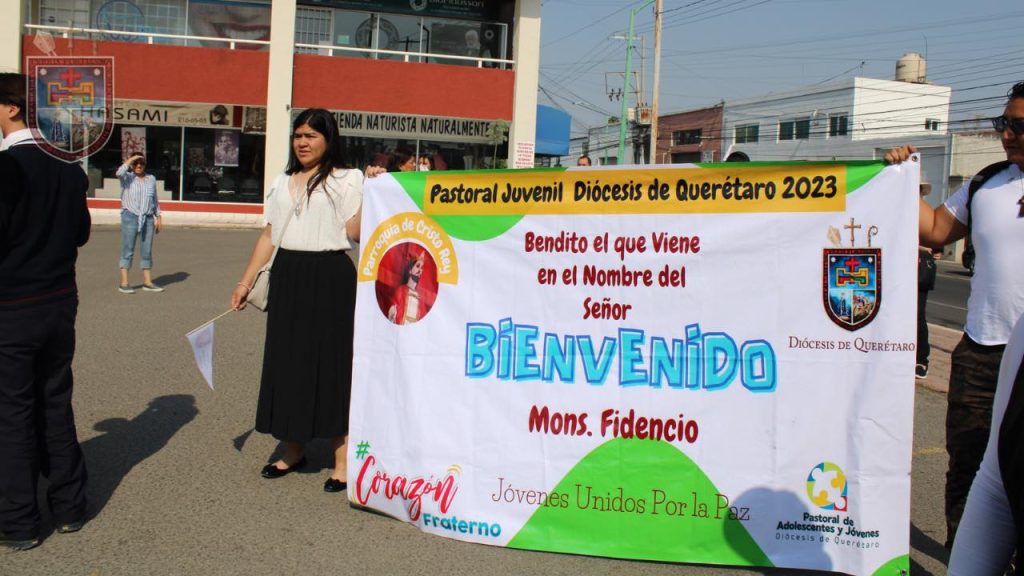 MASAMI
TIENDA NATURISTA NATURALMENTE
Pastoral Juvenil Diócesis de Querétaro 2023
Parroquia de Cristo Rey
Bendito el que Viene
en el Nombre del
Señor
BIENVENIDO
Mons. Fidencio
DIÓCESIS DE QUERÉTARO
#Corazón
Fraterno
Jóvenes Unidos Por la Paz
Pastoral de
Adolescentes y Jóvenes
Diócesis de Querétaro